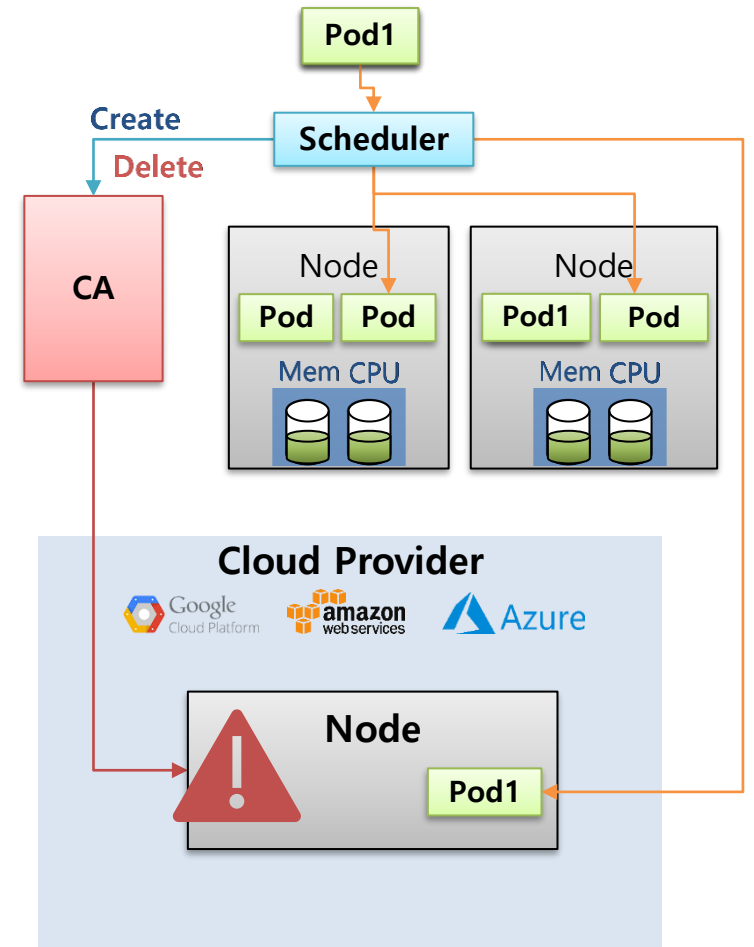 Pod1
Create
Scheduler
Delete
CA
Node
Node
Pod
Pod
Pod1
Pod
Mem CPU
Mem CPU
Cloud Provider
Google
Cloud Platform
amazon
web services
Azure
Node
Pod1